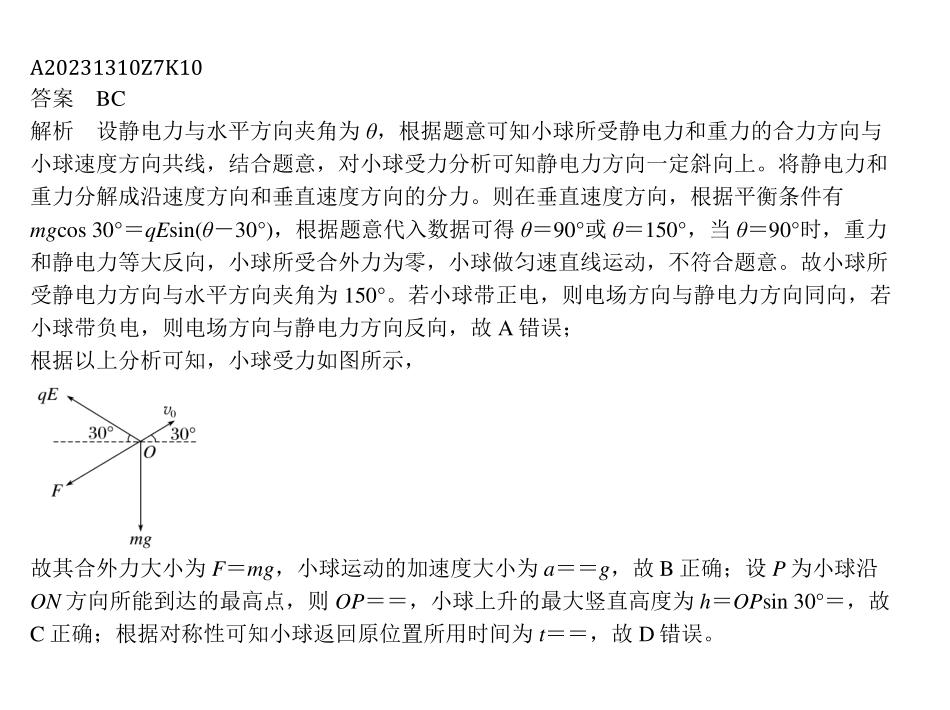 A20231310Z7K10
答案　BC
解析　设静电力与水平方向夹角为 θ，根据题意可知小球所受静电力和重力的合力方向与
小球速度方向共线，结合题意，对小球受力分析可知静电力方向一定斜向上。将静电力和
重力分解成沿速度方向和垂直速度方向的分力。则在垂直速度方向，根据平衡条件有
mgcos 30°＝qEsin(θ－30°)，根据题意代入数据可得 θ＝90°或 θ＝150°，当 θ＝90°时，重力
和静电力等大反向，小球所受合外力为零，小球做匀速直线运动，不符合题意。故小球所
受静电力方向与水平方向夹角为 150°。若小球带正电，则电场方向与静电力方向同向，若
小球带负电，则电场方向与静电力方向反向，故 A 错误；
根据以上分析可知，小球受力如图所示，
qE
v₀
30°
30°
O
F
mg
故其合外力大小为 F＝mg，小球运动的加速度大小为 a＝＝g，故 B 正确；设 P 为小球沿
ON 方向所能到达的最高点，则 OP＝＝，小球上升的最大竖直高度为 h＝OPsin 30°＝，故
C 正确；根据对称性可知小球返回原位置所用时间为 t＝＝，故 D 错误。